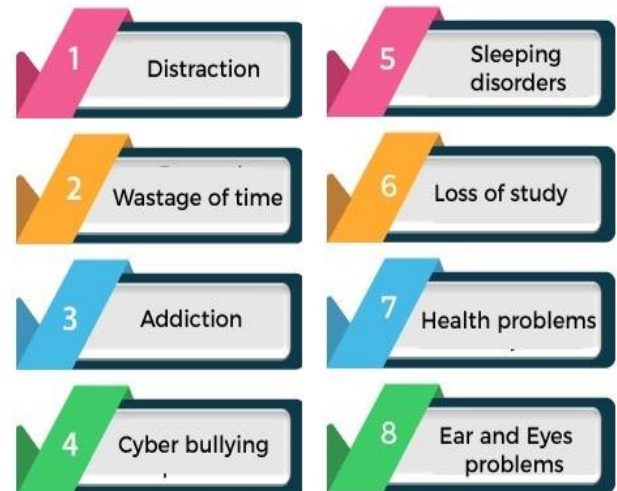 1
Distraction
2
Wastage of time
3
Addiction
4
Cyber bullying
5
Sleeping
disorders
6
Loss of study
7
Health problems
8
Ear and Eyes
problems